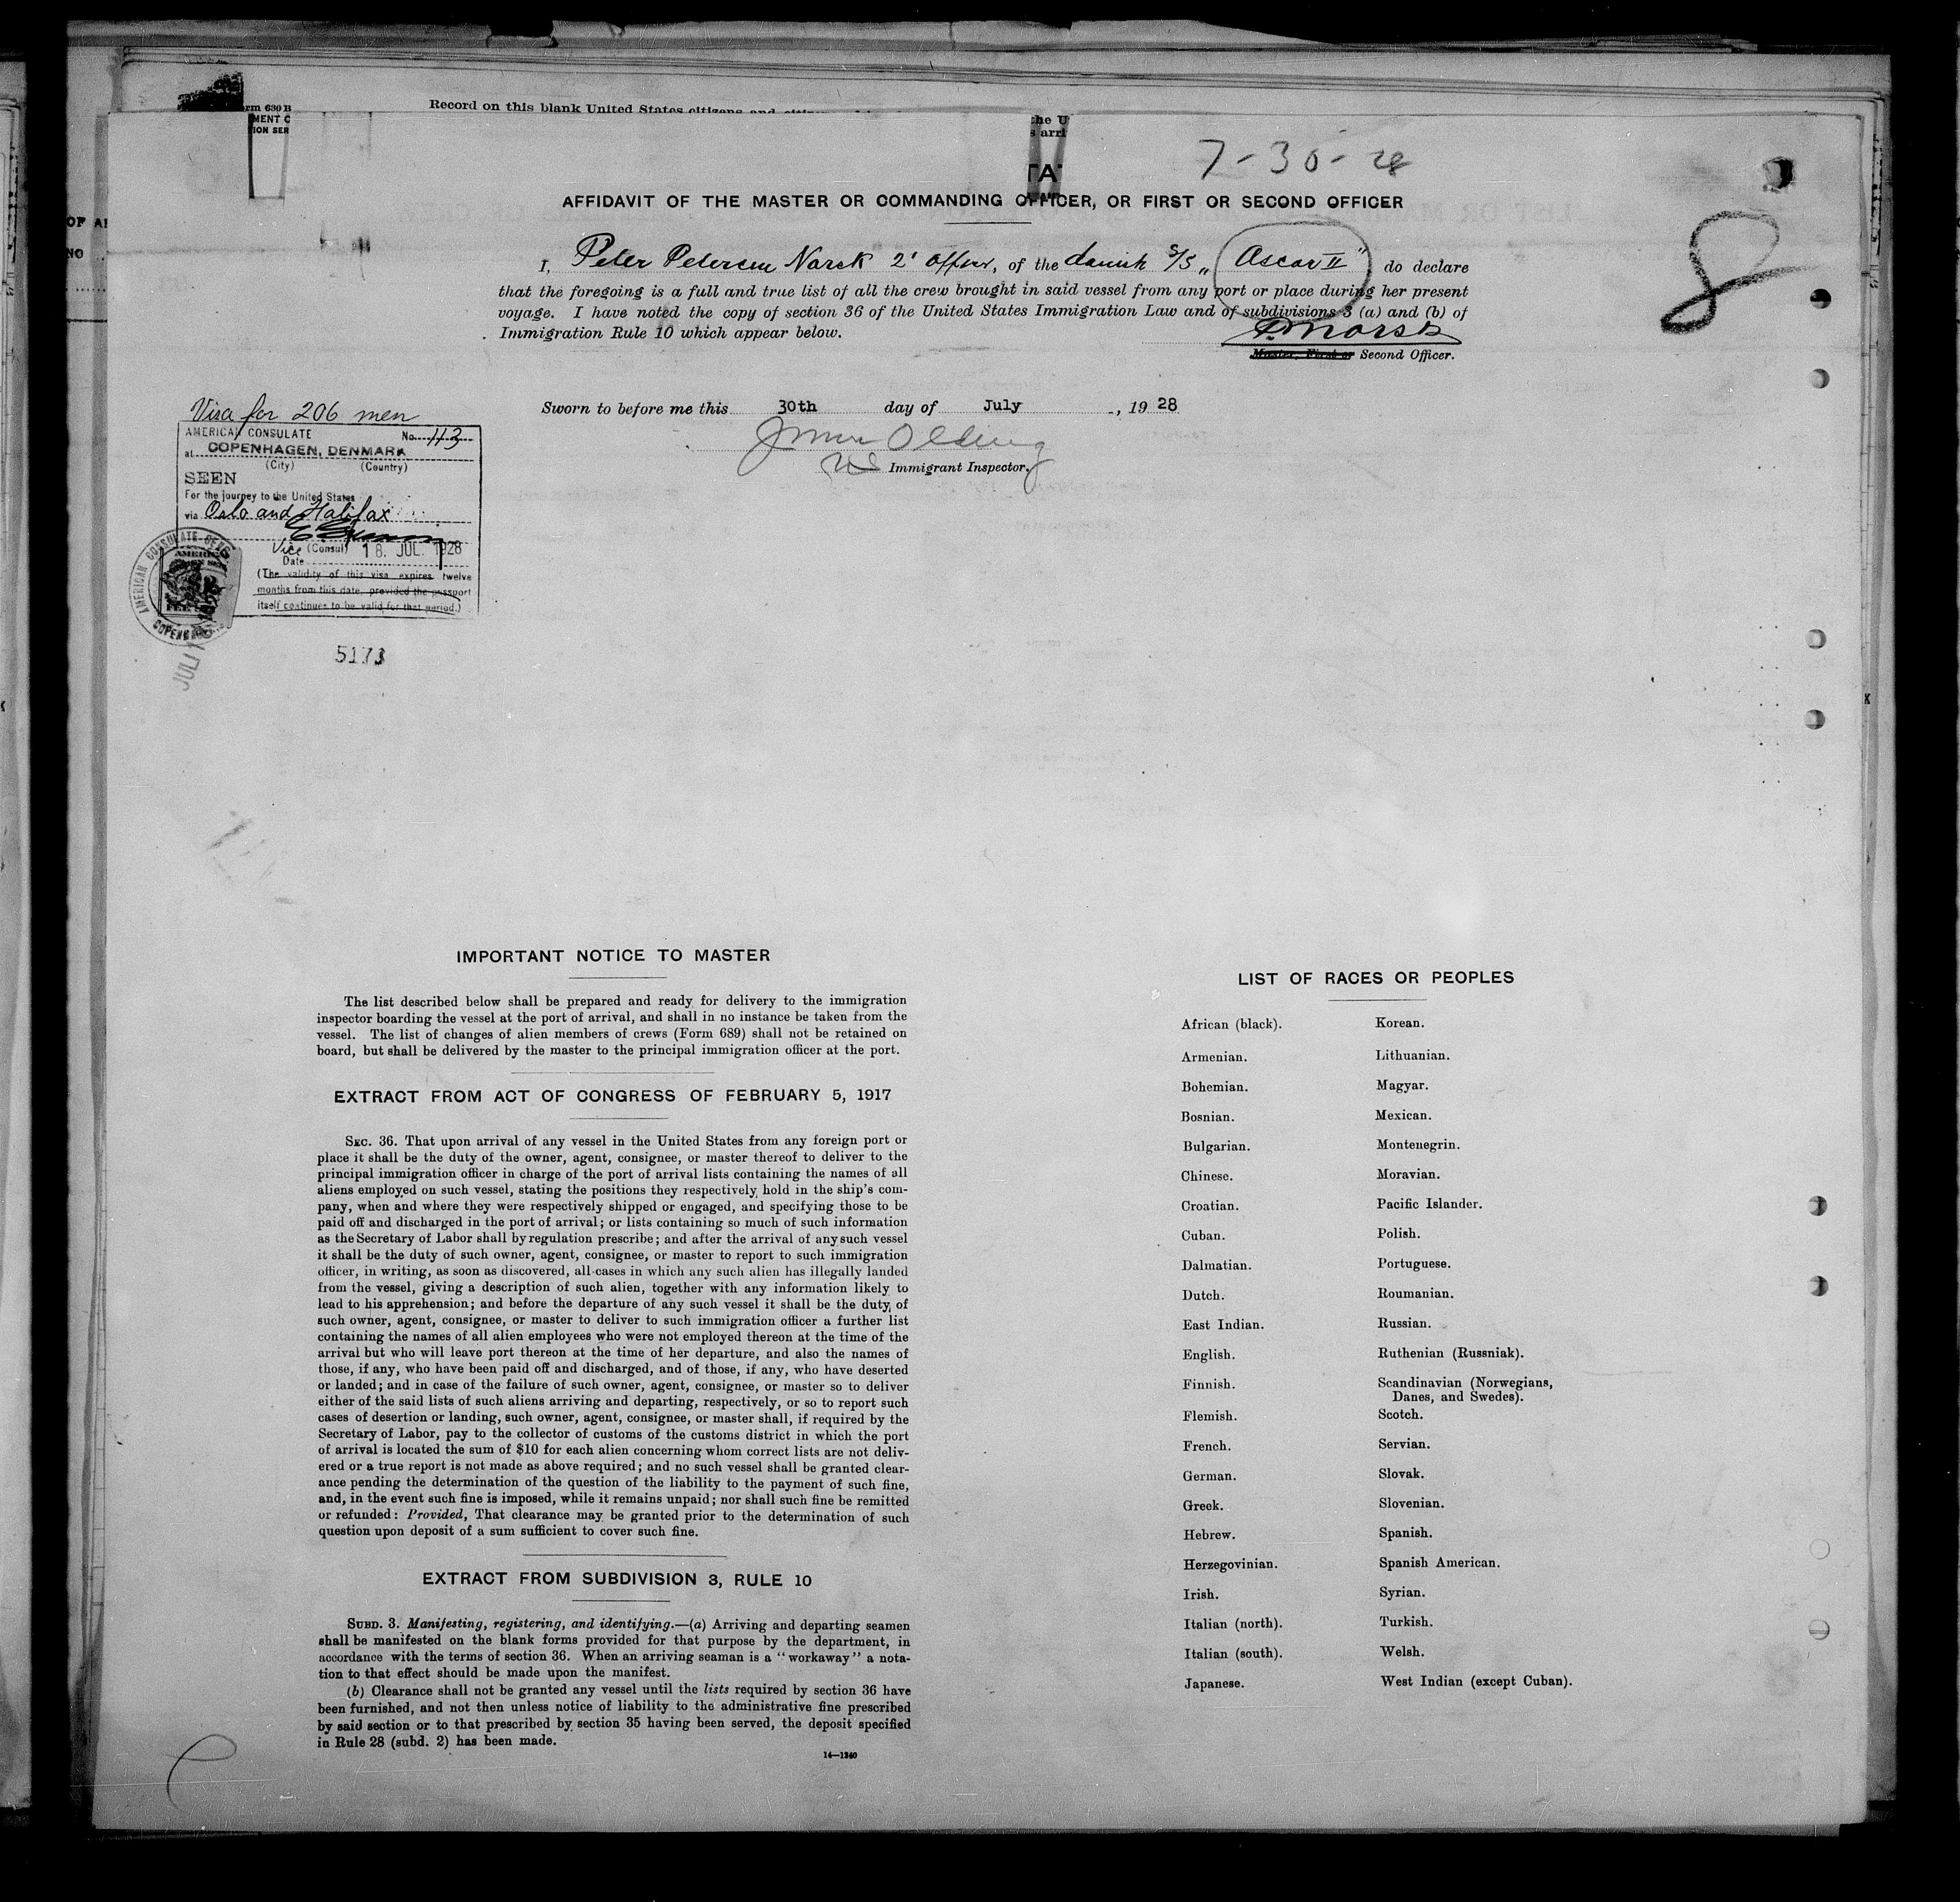 rm 630 B
MENT C
ION SER
Record on this blank United States citizens and
the U
s arri
TA
OF AI
NO
7-30-28
8
AFFIDAVIT OF THE MASTER OR COMMANDING OFFICER, OR FIRST OR SECOND OFFICER
I, Peter Petersen Norsk 2' officer, of the danish S/S „Oscar II" do declare
that the foregoing is a full and true list of all the crew brought in said vessel from any port or place during her present
voyage. I have noted the copy of section 36 of the United States Immigration Law and of subdivisions 3 (a) and (b) of
Immigration Rule 10 which appear below.
P. Norsk
Master, First or Second Officer.
Sworn to before me this 30th day of July , 19 28
Immigrant Inspector.
Visa for 206 men
AMERICAN CONSULATE No. 113
at COPENHAGEN, DENMARK
(City) (Country)
SEEN
For the journey to the United States
via Oslo and Halifax
Vice (Consul) 18. JUL. 1928
Date
(The validity of this visa expires twelve
months from this date, provided the passport
itself continues to be valid for that period.)
AMERICAN CONSULATE-GEN
COPENHAG
JULI
5173
IMPORTANT NOTICE TO MASTER
The list described below shall be prepared and ready for delivery to the immigration
inspector boarding the vessel at the port of arrival, and shall in no instance be taken from the
vessel. The list of changes of alien members of crews (Form 689) shall not be retained on
board, but shall be delivered by the master to the principal immigration officer at the port.
EXTRACT FROM ACT OF CONGRESS OF FEBRUARY 5, 1917
SEC. 36. That upon arrival of any vessel in the United States from any foreign port or
place it shall be the duty of the owner, agent, consignee, or master thereof to deliver to the
principal immigration officer in charge of the port of arrival lists containing the names of all
aliens employed on such vessel, stating the positions they respectively hold in the ship's com-
pany, when and where they were respectively shipped or engaged, and specifying those to be
paid off and discharged in the port of arrival; or lists containing so much of such information
as the Secretary of Labor shall by regulation prescribe; and after the arrival of any such vessel
it shall be the duty of such owner, agent, consignee, or master to report to such immigration
officer, in writing, as soon as discovered, all cases in which any such alien has illegally landed
from the vessel, giving a description of such alien, together with any information likely to
lead to his apprehension; and before the departure of any such vessel it shall be the duty of
such owner, agent, consignee, or master to deliver to such immigration officer a further list
containing the names of all alien employees who were not employed thereon at the time of the
arrival but who will leave port thereon at the time of her departure, and also the names of
those, if any, who have been paid off and discharged, and of those, if any, who have deserted
or landed; and in case of the failure of such owner, agent, consignee, or master so to deliver
either of the said lists of such aliens arriving and departing, respectively, or so to report such
cases of desertion or landing, such owner, agent, consignee, or master shall, if required by the
Secretary of Labor, pay to the collector of customs of the customs district in which the port
of arrival is located the sum of $10 for each alien concerning whom correct lists are not deliv-
ered or a true report is not made as above required; and no such vessel shall be granted clear-
ance pending the determination of the question of the liability to the payment of such fine,
and, in the event such fine is imposed, while it remains unpaid; nor shall such fine be remitted
or refunded: Provided, That clearance may be granted prior to the determination of such
question upon deposit of a sum sufficient to cover such fine.
EXTRACT FROM SUBDIVISION 3, RULE 10
SUBD. 3. Manifesting, registering, and identifying.—(a) Arriving and departing seamen
shall be manifested on the blank forms provided for that purpose by the department, in
accordance with the terms of section 36. When an arriving seaman is a "workaway" a nota-
tion to that effect should be made upon the manifest.
(b) Clearance shall not be granted any vessel until the lists required by section 36 have
been furnished, and not then unless notice of liability to the administrative fine prescribed
by said section or to that prescribed by section 35 having been served, the deposit specified
in Rule 28 (subd. 2) has been made.
14—1240
LIST OF RACES OR PEOPLES
African (black).
Armenian.
Bohemian.
Bosnian.
Bulgarian.
Chinese.
Croatian.
Cuban.
Dalmatian.
Dutch.
East Indian.
English.
Finnish.
Flemish.
French.
German.
Greek.
Hebrew.
Herzegovinian.
Irish.
Italian (north).
Italian (south).
Japanese.
Korean.
Lithuanian.
Magyar.
Mexican.
Montenegrin.
Moravian.
Pacific Islander.
Polish.
Portuguese.
Roumanian.
Russian.
Ruthenian (Russniak).
Scandinavian (Norwegians,
Danes, and Swedes).
Scotch.
Servian.
Slovak.
Slovenian.
Spanish.
Spanish American.
Syrian.
Turkish.
Welsh.
West Indian (except Cuban).